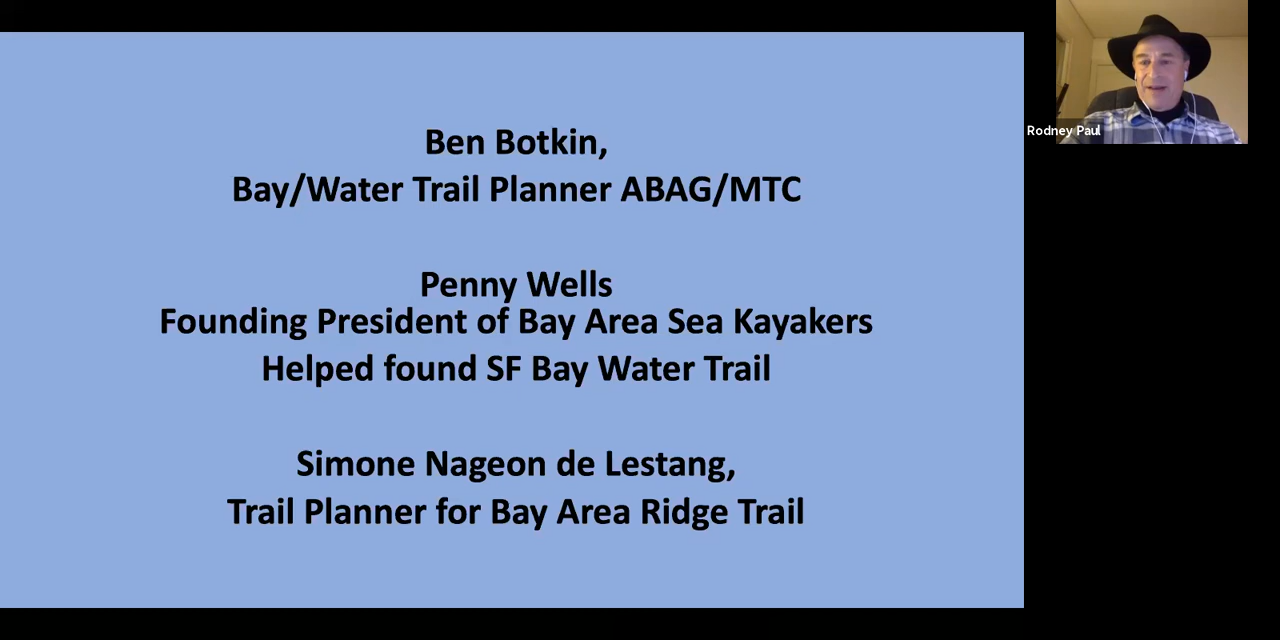 Ben Botkin,
Bay/Water Trail Planner ABAG/MTC
Penny Wells
Founding President of Bay Area Sea Kayakers
Helped found SF Bay Water Trail
Simone Nageon de Lestang,
Trail Planner for Bay Area Ridge Trail
Rodney Paul